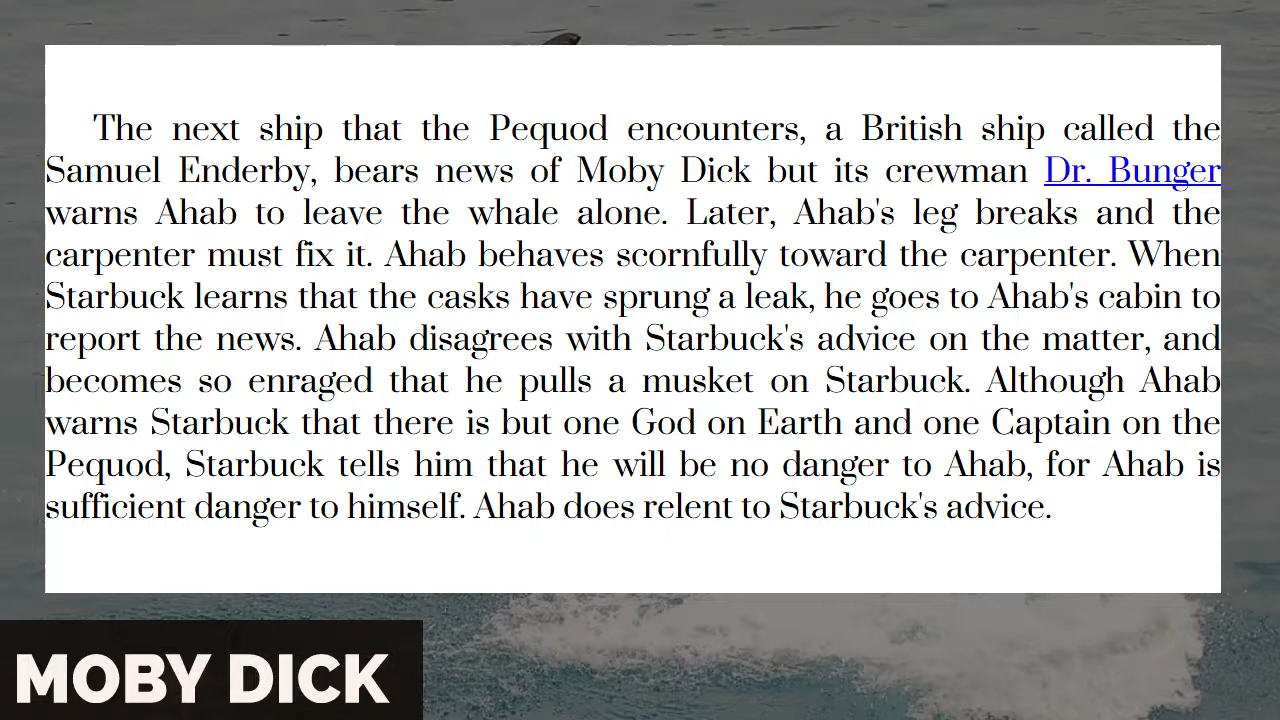 The next ship that the Pequod encounters, a British ship called the
Samuel Enderby, bears news of Moby Dick but its crewman Dr. Bunger
warns Ahab to leave the whale alone. Later, Ahab's leg breaks and the
carpenter must fix it. Ahab behaves scornfully toward the carpenter. When
Starbuck learns that the casks have sprung a leak, he goes to Ahab's cabin to
report the news. Ahab disagrees with Starbuck's advice on the matter, and
becomes so enraged that he pulls a musket on Starbuck. Although Ahab
warns Starbuck that there is but one God on Earth and one Captain on the
Pequod, Starbuck tells him that he will be no danger to Ahab, for Ahab is
sufficient danger to himself. Ahab does relent to Starbuck's advice.
MOBY DICK